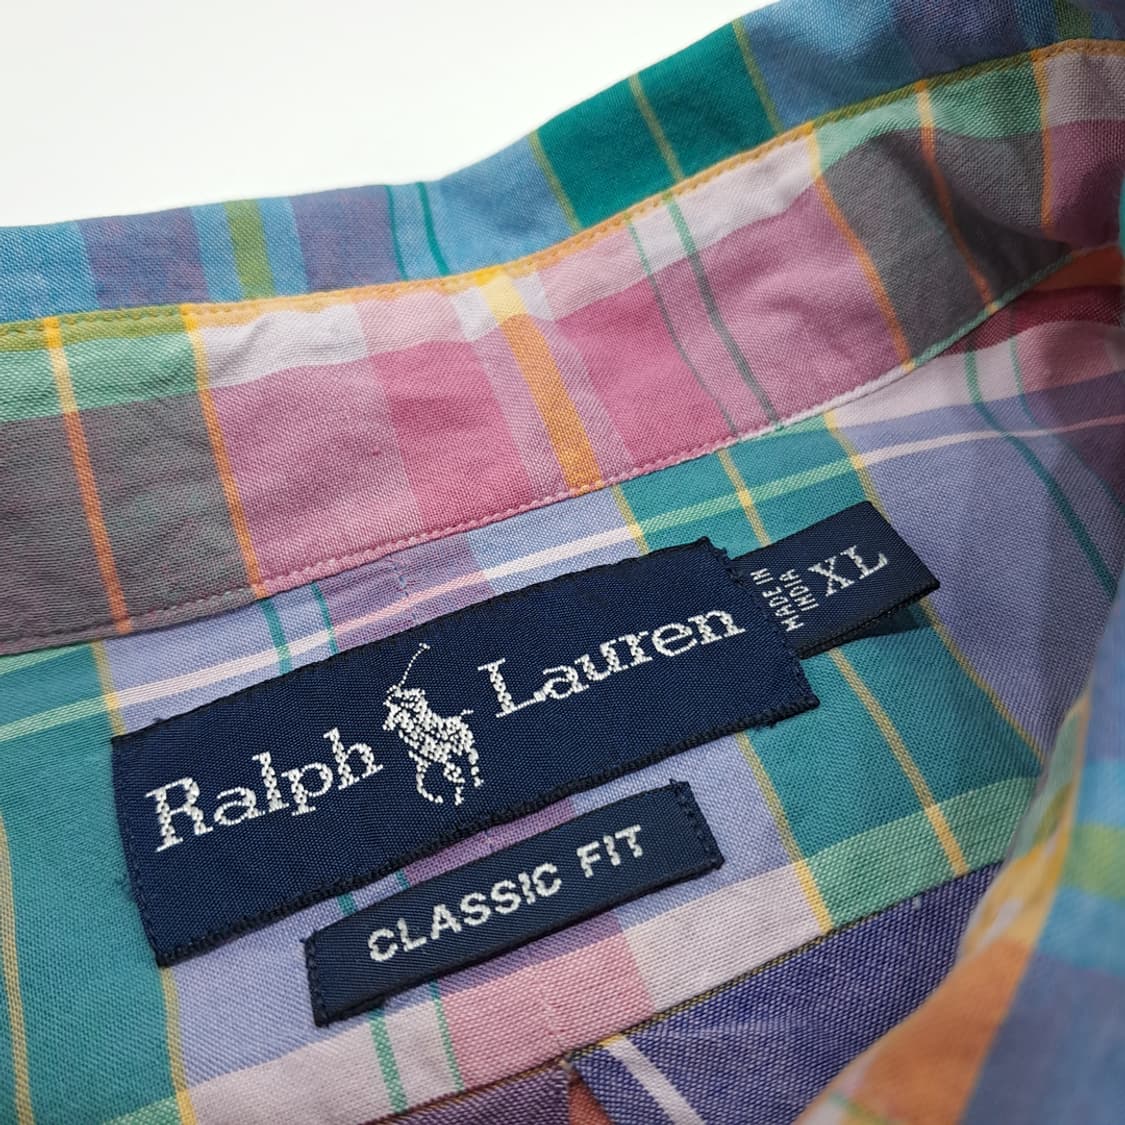 Ralph Lauren
MADE IN
INDIA
XL
CLASSIC FIT